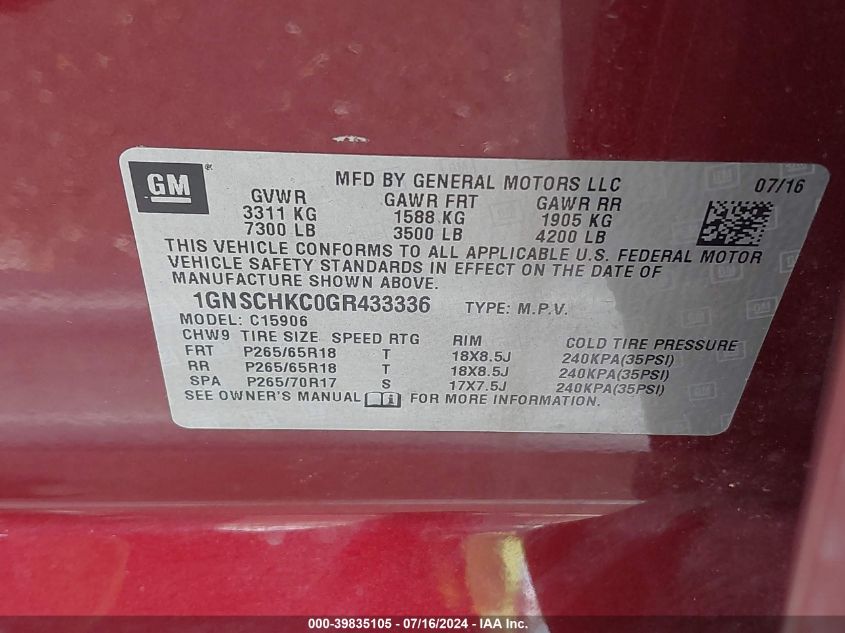 GM
MFD BY GENERAL MOTORS LLC 07/16
GVWR GAWR FRT GAWR RR
3311 KG 1588 KG 1905 KG
7300 LB 3500 LB 4200 LB
THIS VEHICLE CONFORMS TO ALL APPLICABLE U.S. FEDERAL MOTOR
VEHICLE SAFETY STANDARDS IN EFFECT ON THE DATE OF
MANUFACTURE SHOWN ABOVE.
1GNSCHKC0GR433336 TYPE: M.P.V.
MODEL: C15906
CHW9 TIRE SIZE SPEED RTG RIM COLD TIRE PRESSURE
FRT P265/65R18 T 18X8.5J 240KPA(35PSI)
RR P265/65R18 T 18X8.5J 240KPA(35PSI)
SPA P265/70R17 S 17X7.5J 240KPA(35PSI)
SEE OWNER'S MANUAL FOR MORE INFORMATION.
000-39835105 - 07/16/2024 - IAA Inc.